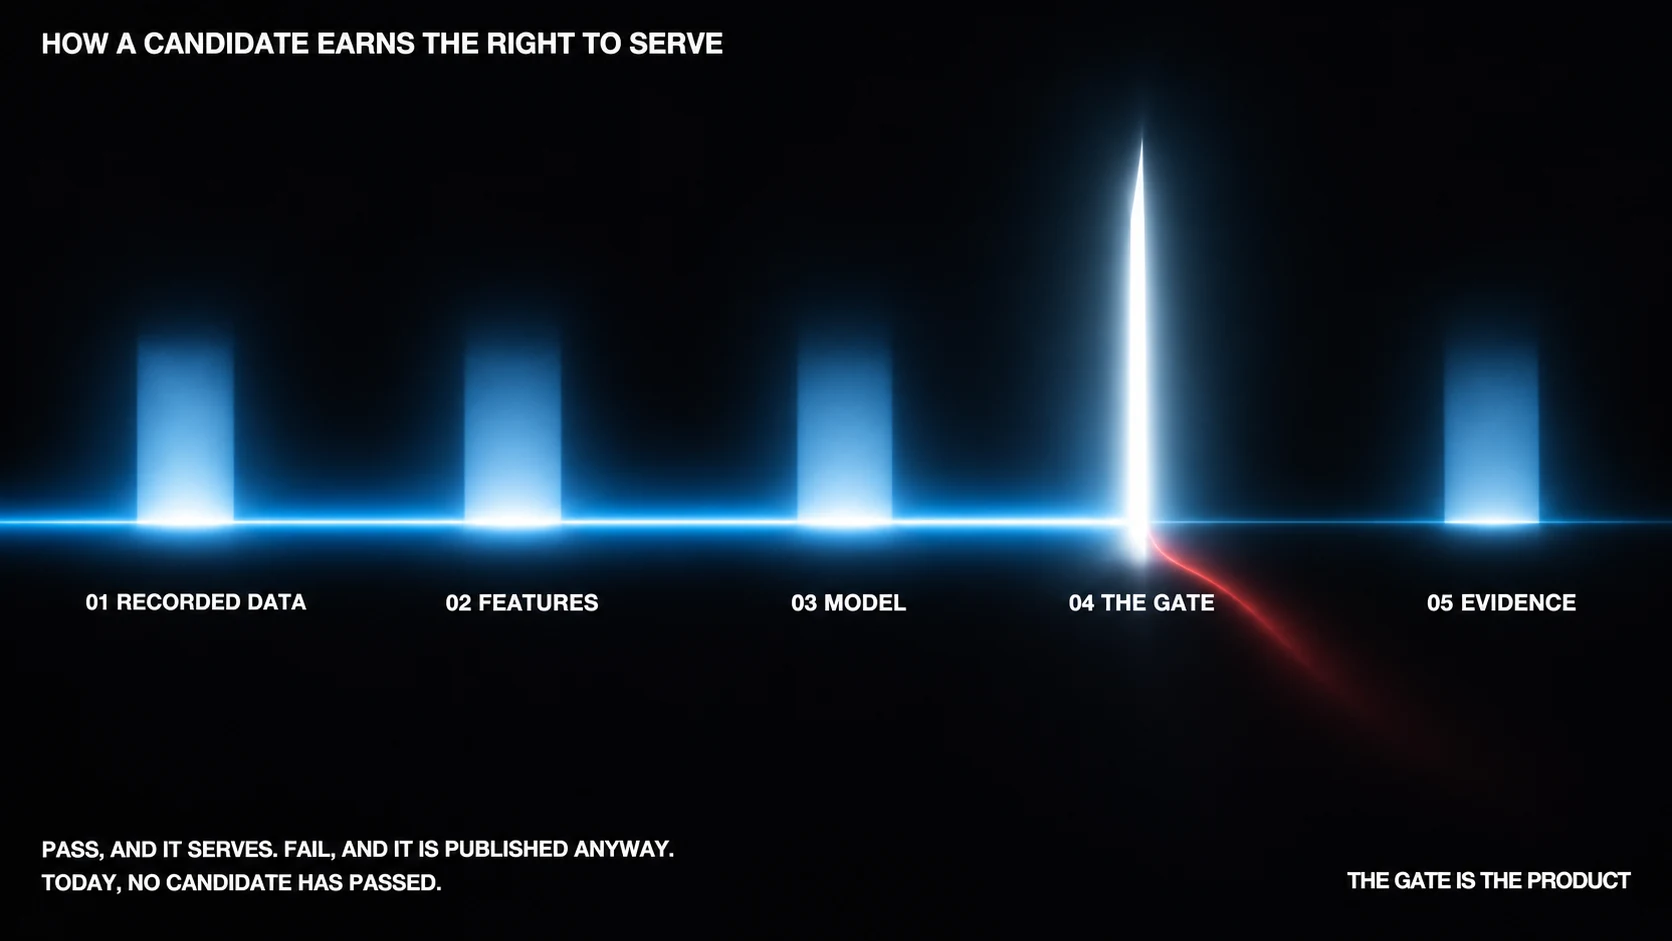 HOW A CANDIDATE EARNS THE RIGHT TO SERVE
01 RECORDED DATA
02 FEATURES
03 MODEL
04 THE GATE
05 EVIDENCE
PASS, AND IT SERVES. FAIL, AND IT IS PUBLISHED ANYWAY.
TODAY, NO CANDIDATE HAS PASSED.
THE GATE IS THE PRODUCT